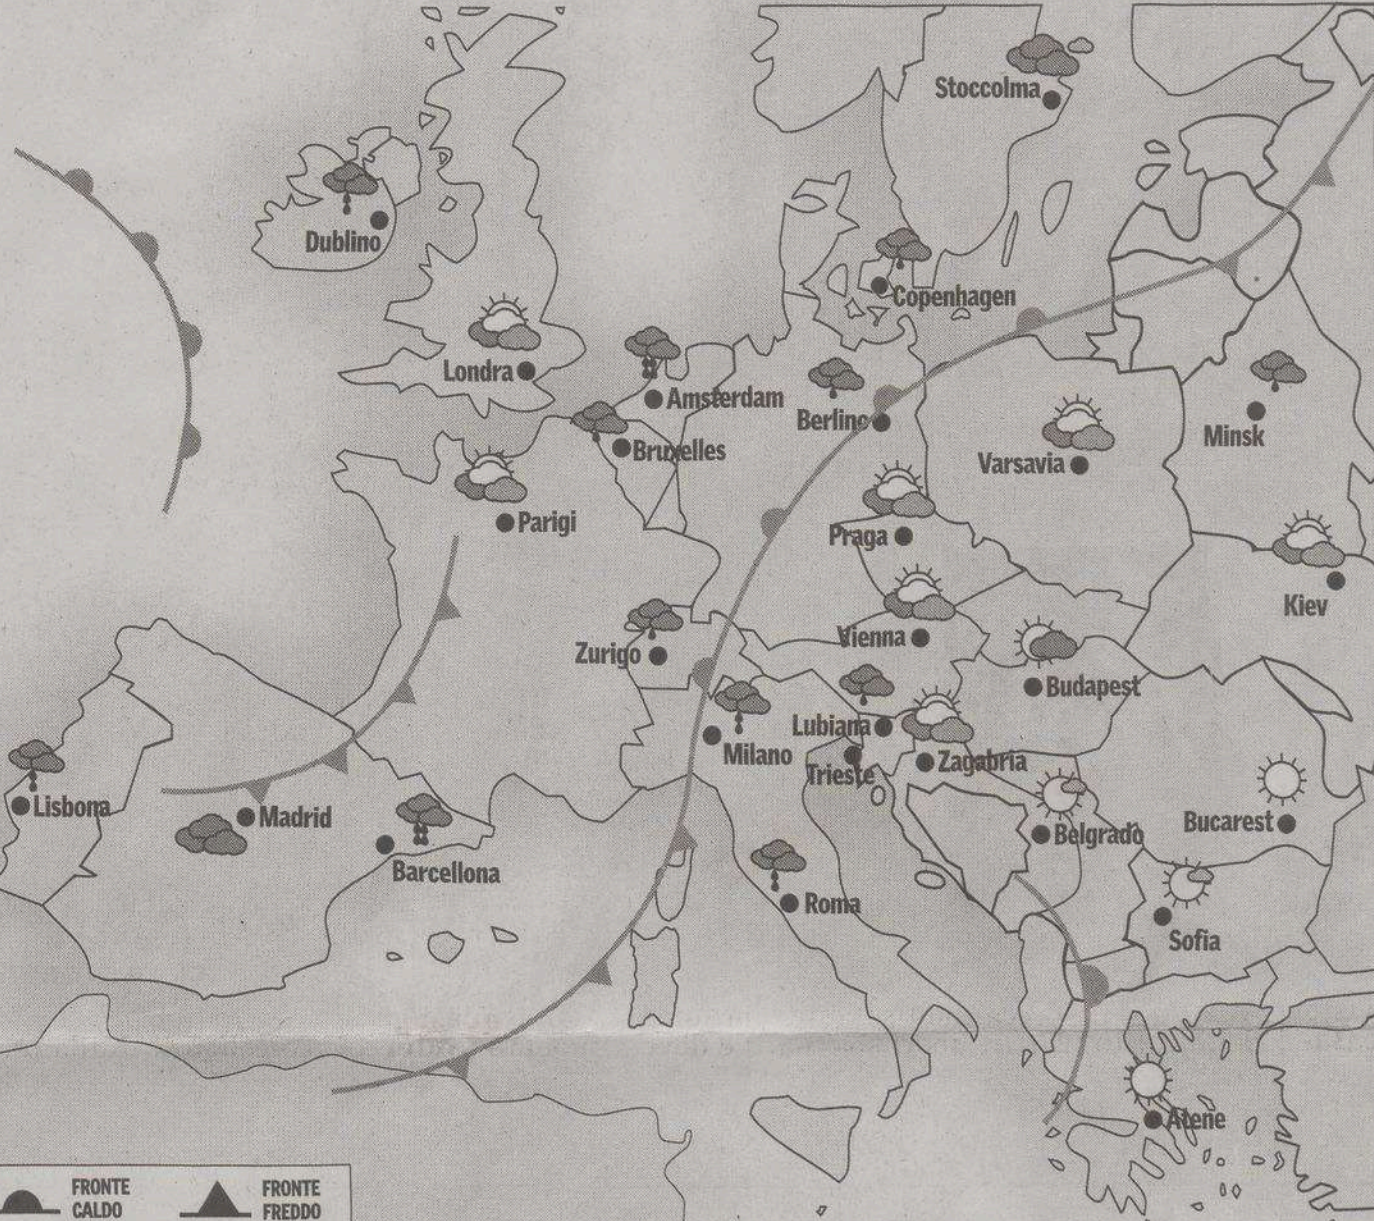 Stoccolma
Dublino
Copenhagen
Londra
Amsterdam
Berlino
Minsk
Bruxelles
Varsavia
Parigi
Praga
Kiev
Vienna
Zurigo
Budapest
Lubiana
Milano
Zagabria
Trieste
Lisbona
Madrid
Belgrado
Bucarest
Barcellona
Roma
Sofia
Atene
FRONTE
CALDO
FRONTE
FREDDO